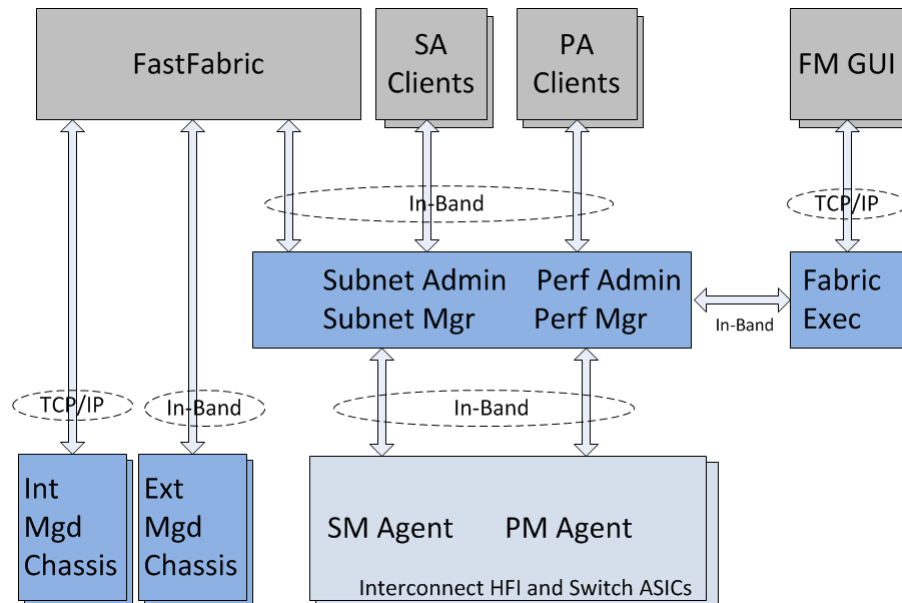 FastFabric
SA
Clients
PA
Clients
FM GUI
In-Band
TCP/IP
Subnet Admin
Perf Admin
Subnet Mgr
Perf Mgr
In-Band
Fabric
Exec
TCP/IP
In-Band
In-Band
Int
Mgd
Chassis
Ext
Mgd
Chassis
SM Agent
PM Agent
Interconnect HFI and Switch ASICs